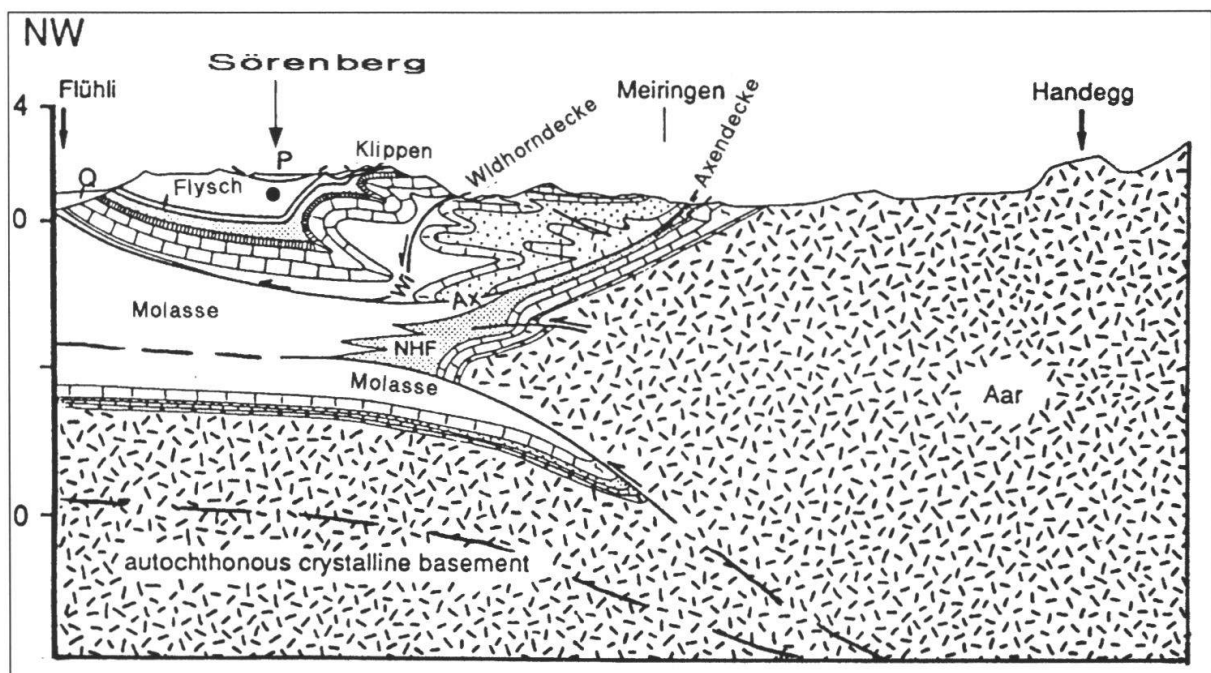 NW
Sörenberg
Flühli
Meiringen
Handegg
4
Klippen
Wildhorndecke
Axendecke
Q
P
Flysch
0
Wi
Ax
Molasse
NHF
Molasse
Aar
0
autochthonous crystalline basement